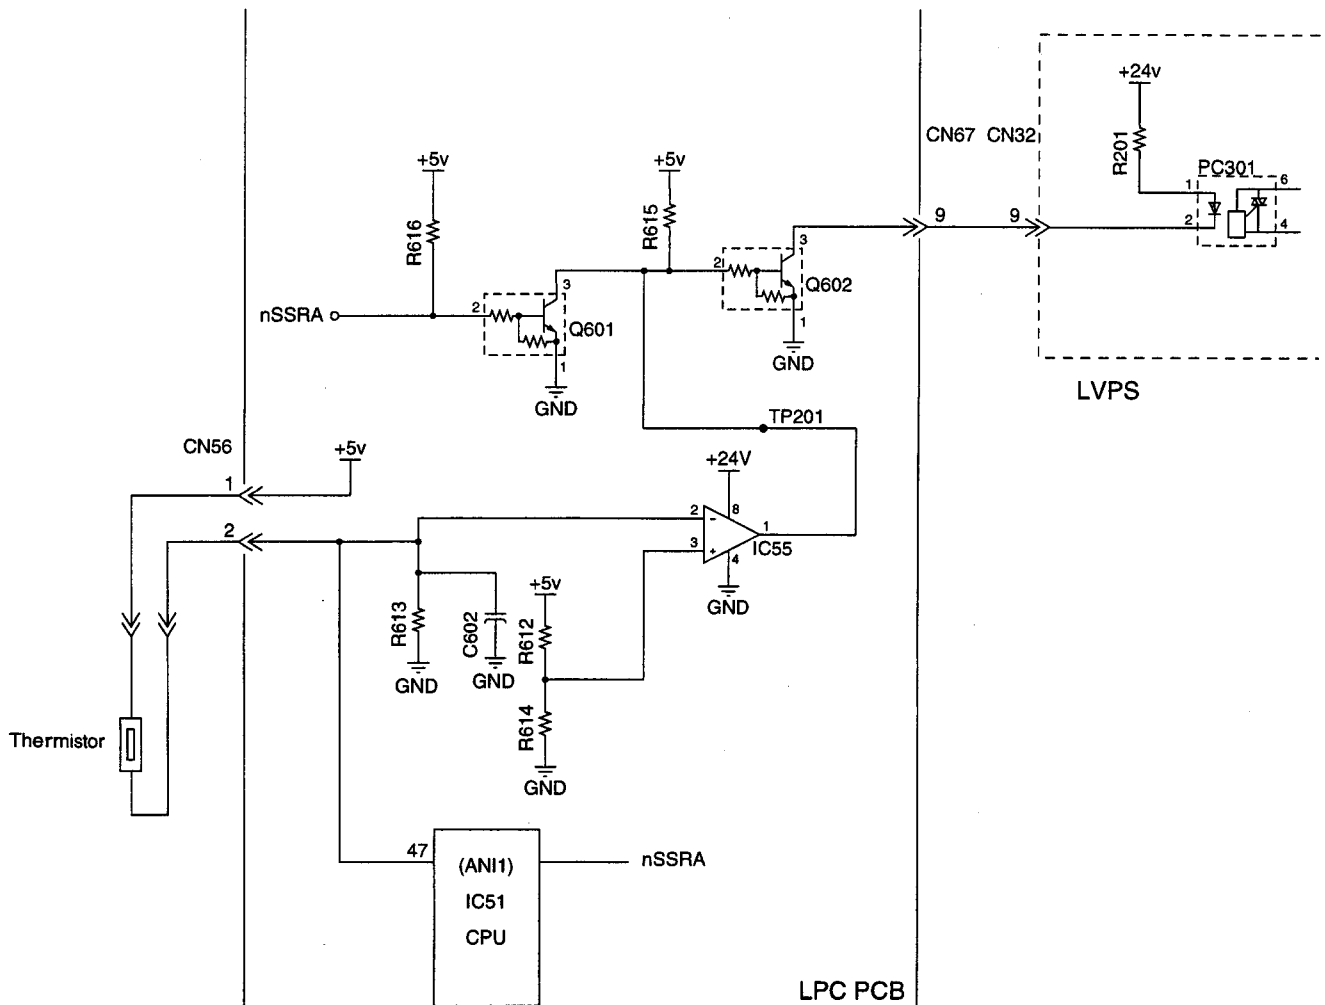 +24v
CN67 CN32
R201
PC301
1
6
2
4
+5v
+5v
R616
R615
9
9
3
2
Q602
1
GND
nSSRA
2
3
Q601
1
GND
LVPS
TP201
CN56
+5v
1
2
+24V
2
8
1
3
4
IC55
-
+
GND
+5v
R613
C602
R612
GND
GND
R614
GND
Thermistor
47
(ANI1)
IC51
CPU
nSSRA
LPC PCB